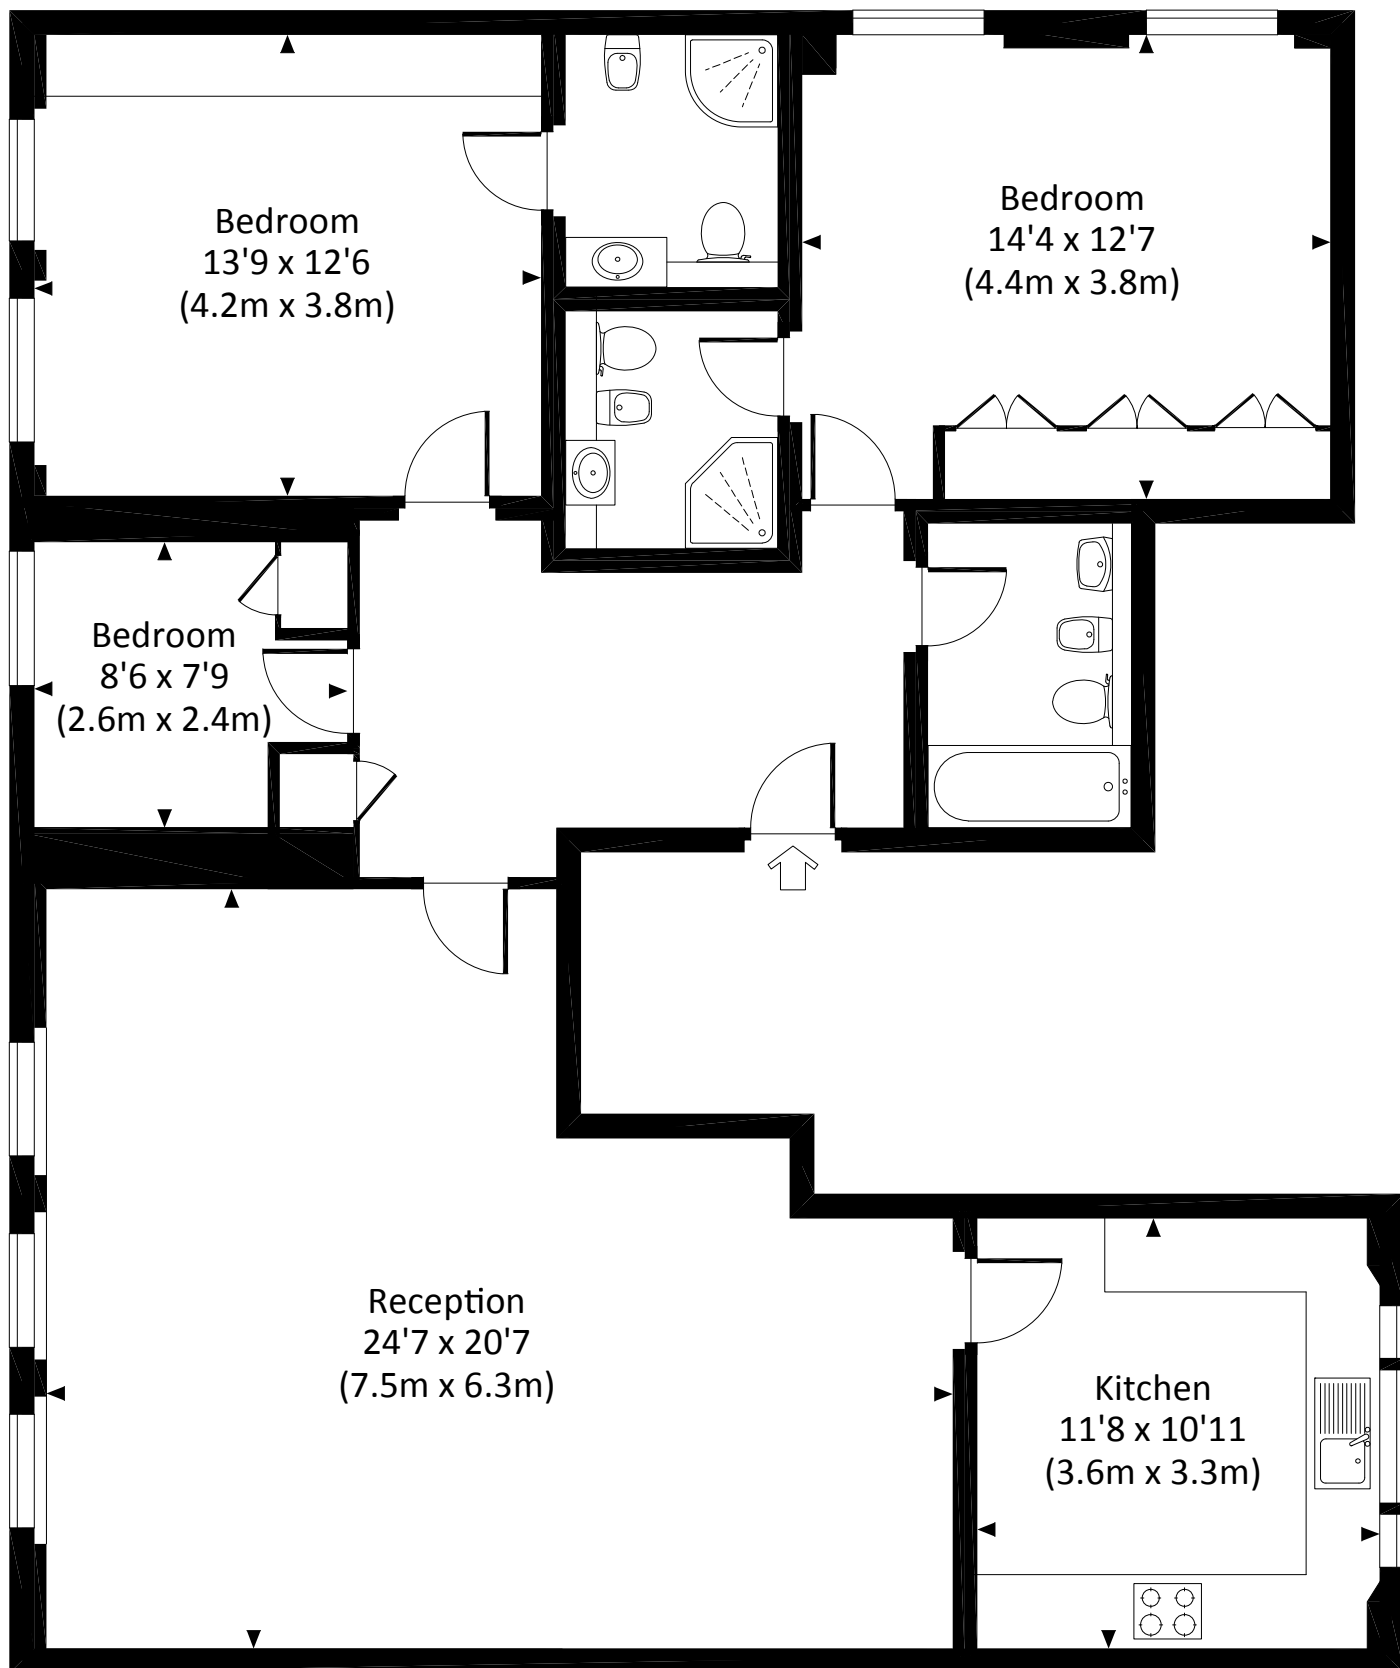 Bedroom
13'9 x 12'6
(4.2m x 3.8m)
Bedroom
14'4 x 12'7
(4.4m x 3.8m)
Bedroom
8'6 x 7'9
(2.6m x 2.4m)
Reception
24'7 x 20'7
(7.5m x 6.3m)
Kitchen
11'8 x 10'11
(3.6m x 3.3m)